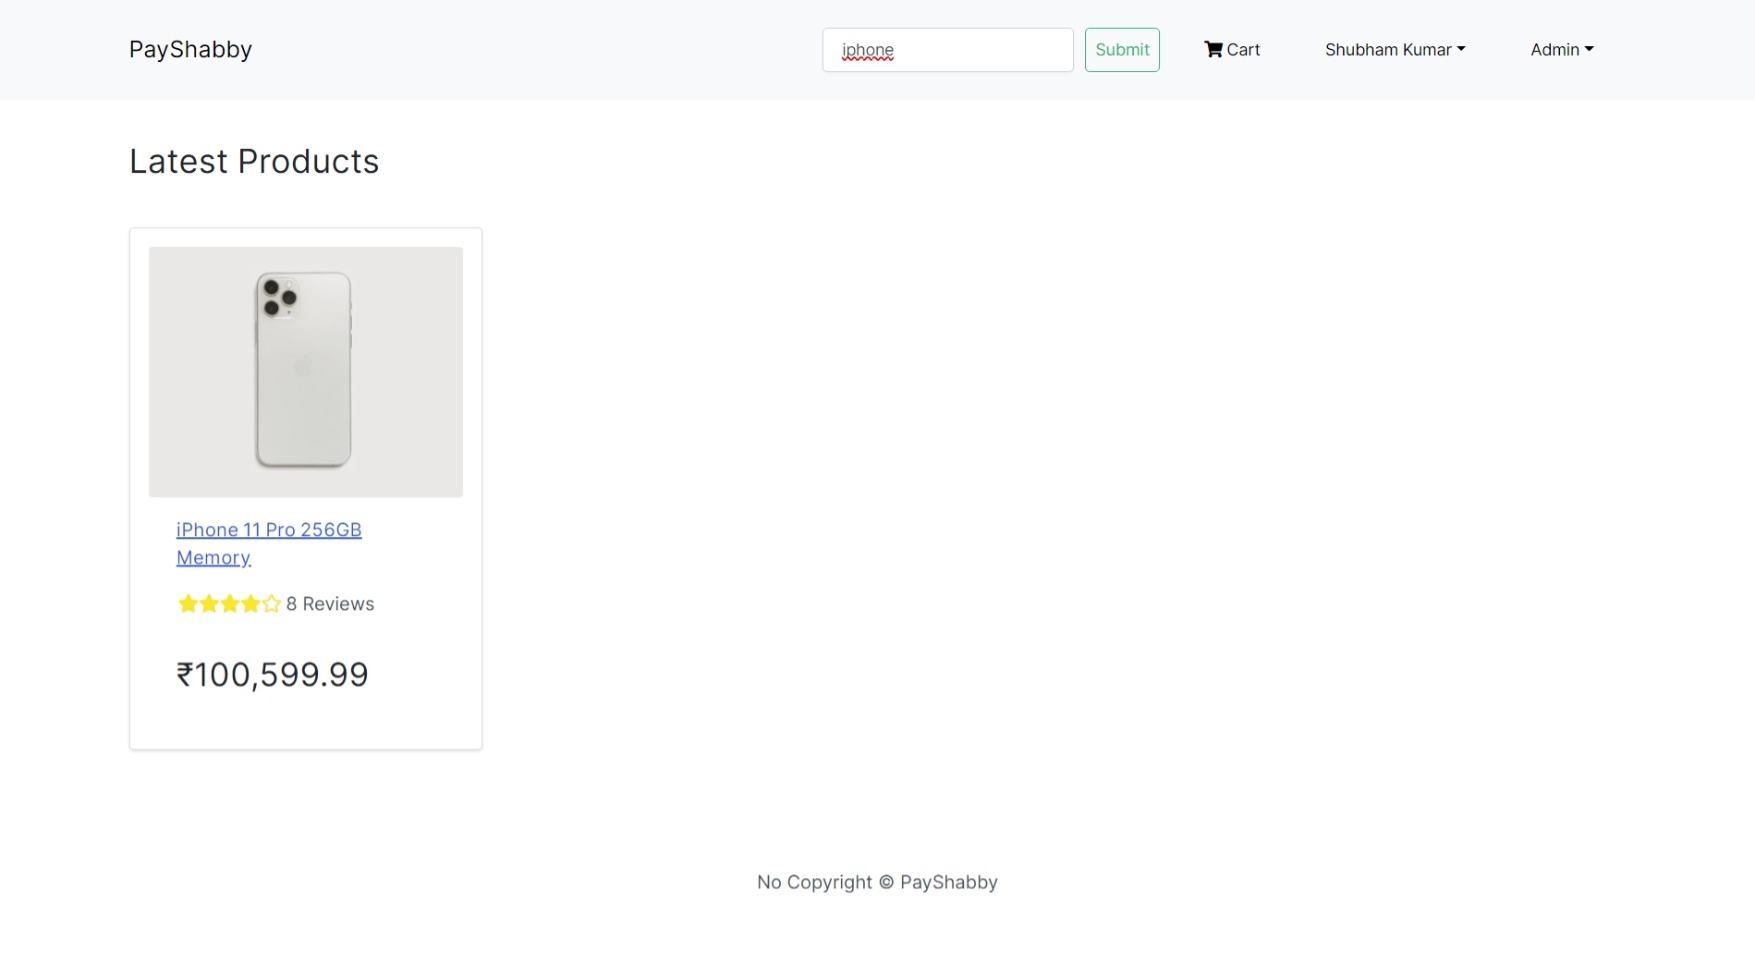 PayShabby
iphone
Submit
Cart
Shubham Kumar
Admin
Latest Products
iPhone 11 Pro 256GB
Memory
8 Reviews
₹100,599.99
No Copyright © PayShabby